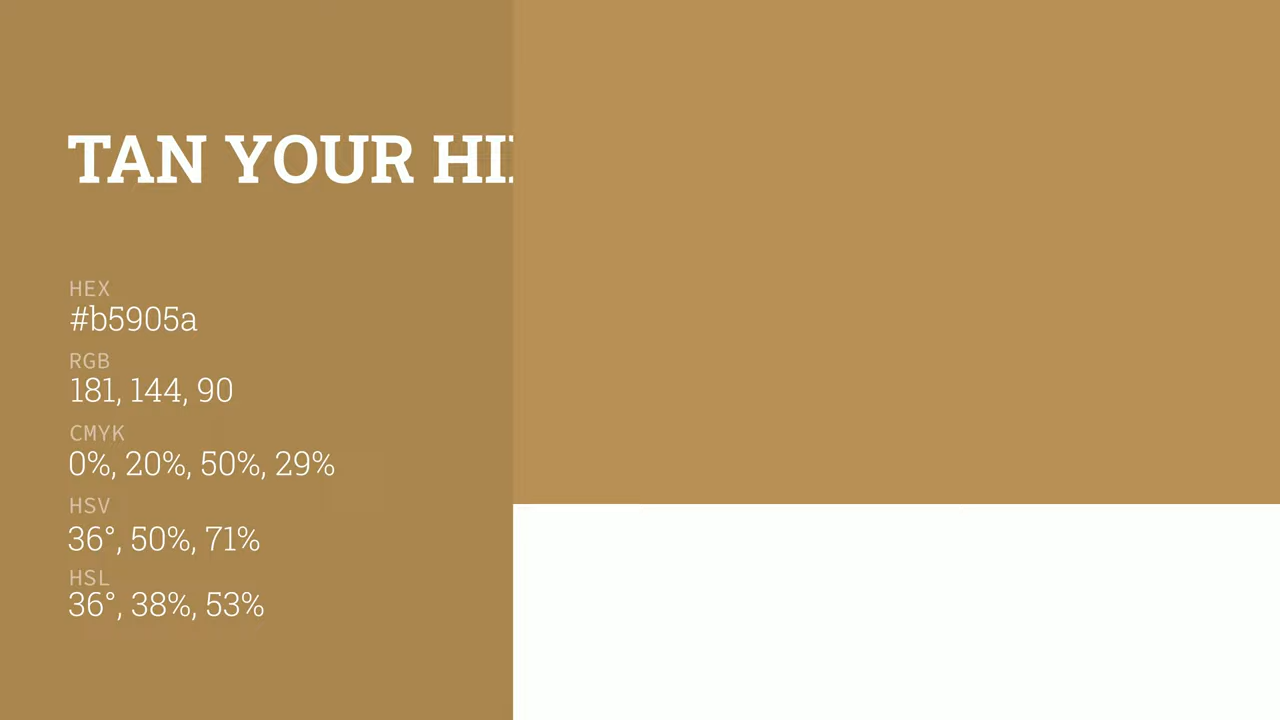 TAN YOUR HI
HEX
#b5905a
RGB
181, 144, 90
CMYK
0%, 20%, 50%, 29%
HSV
36°, 50%, 71%
HSL
36°, 38%, 53%